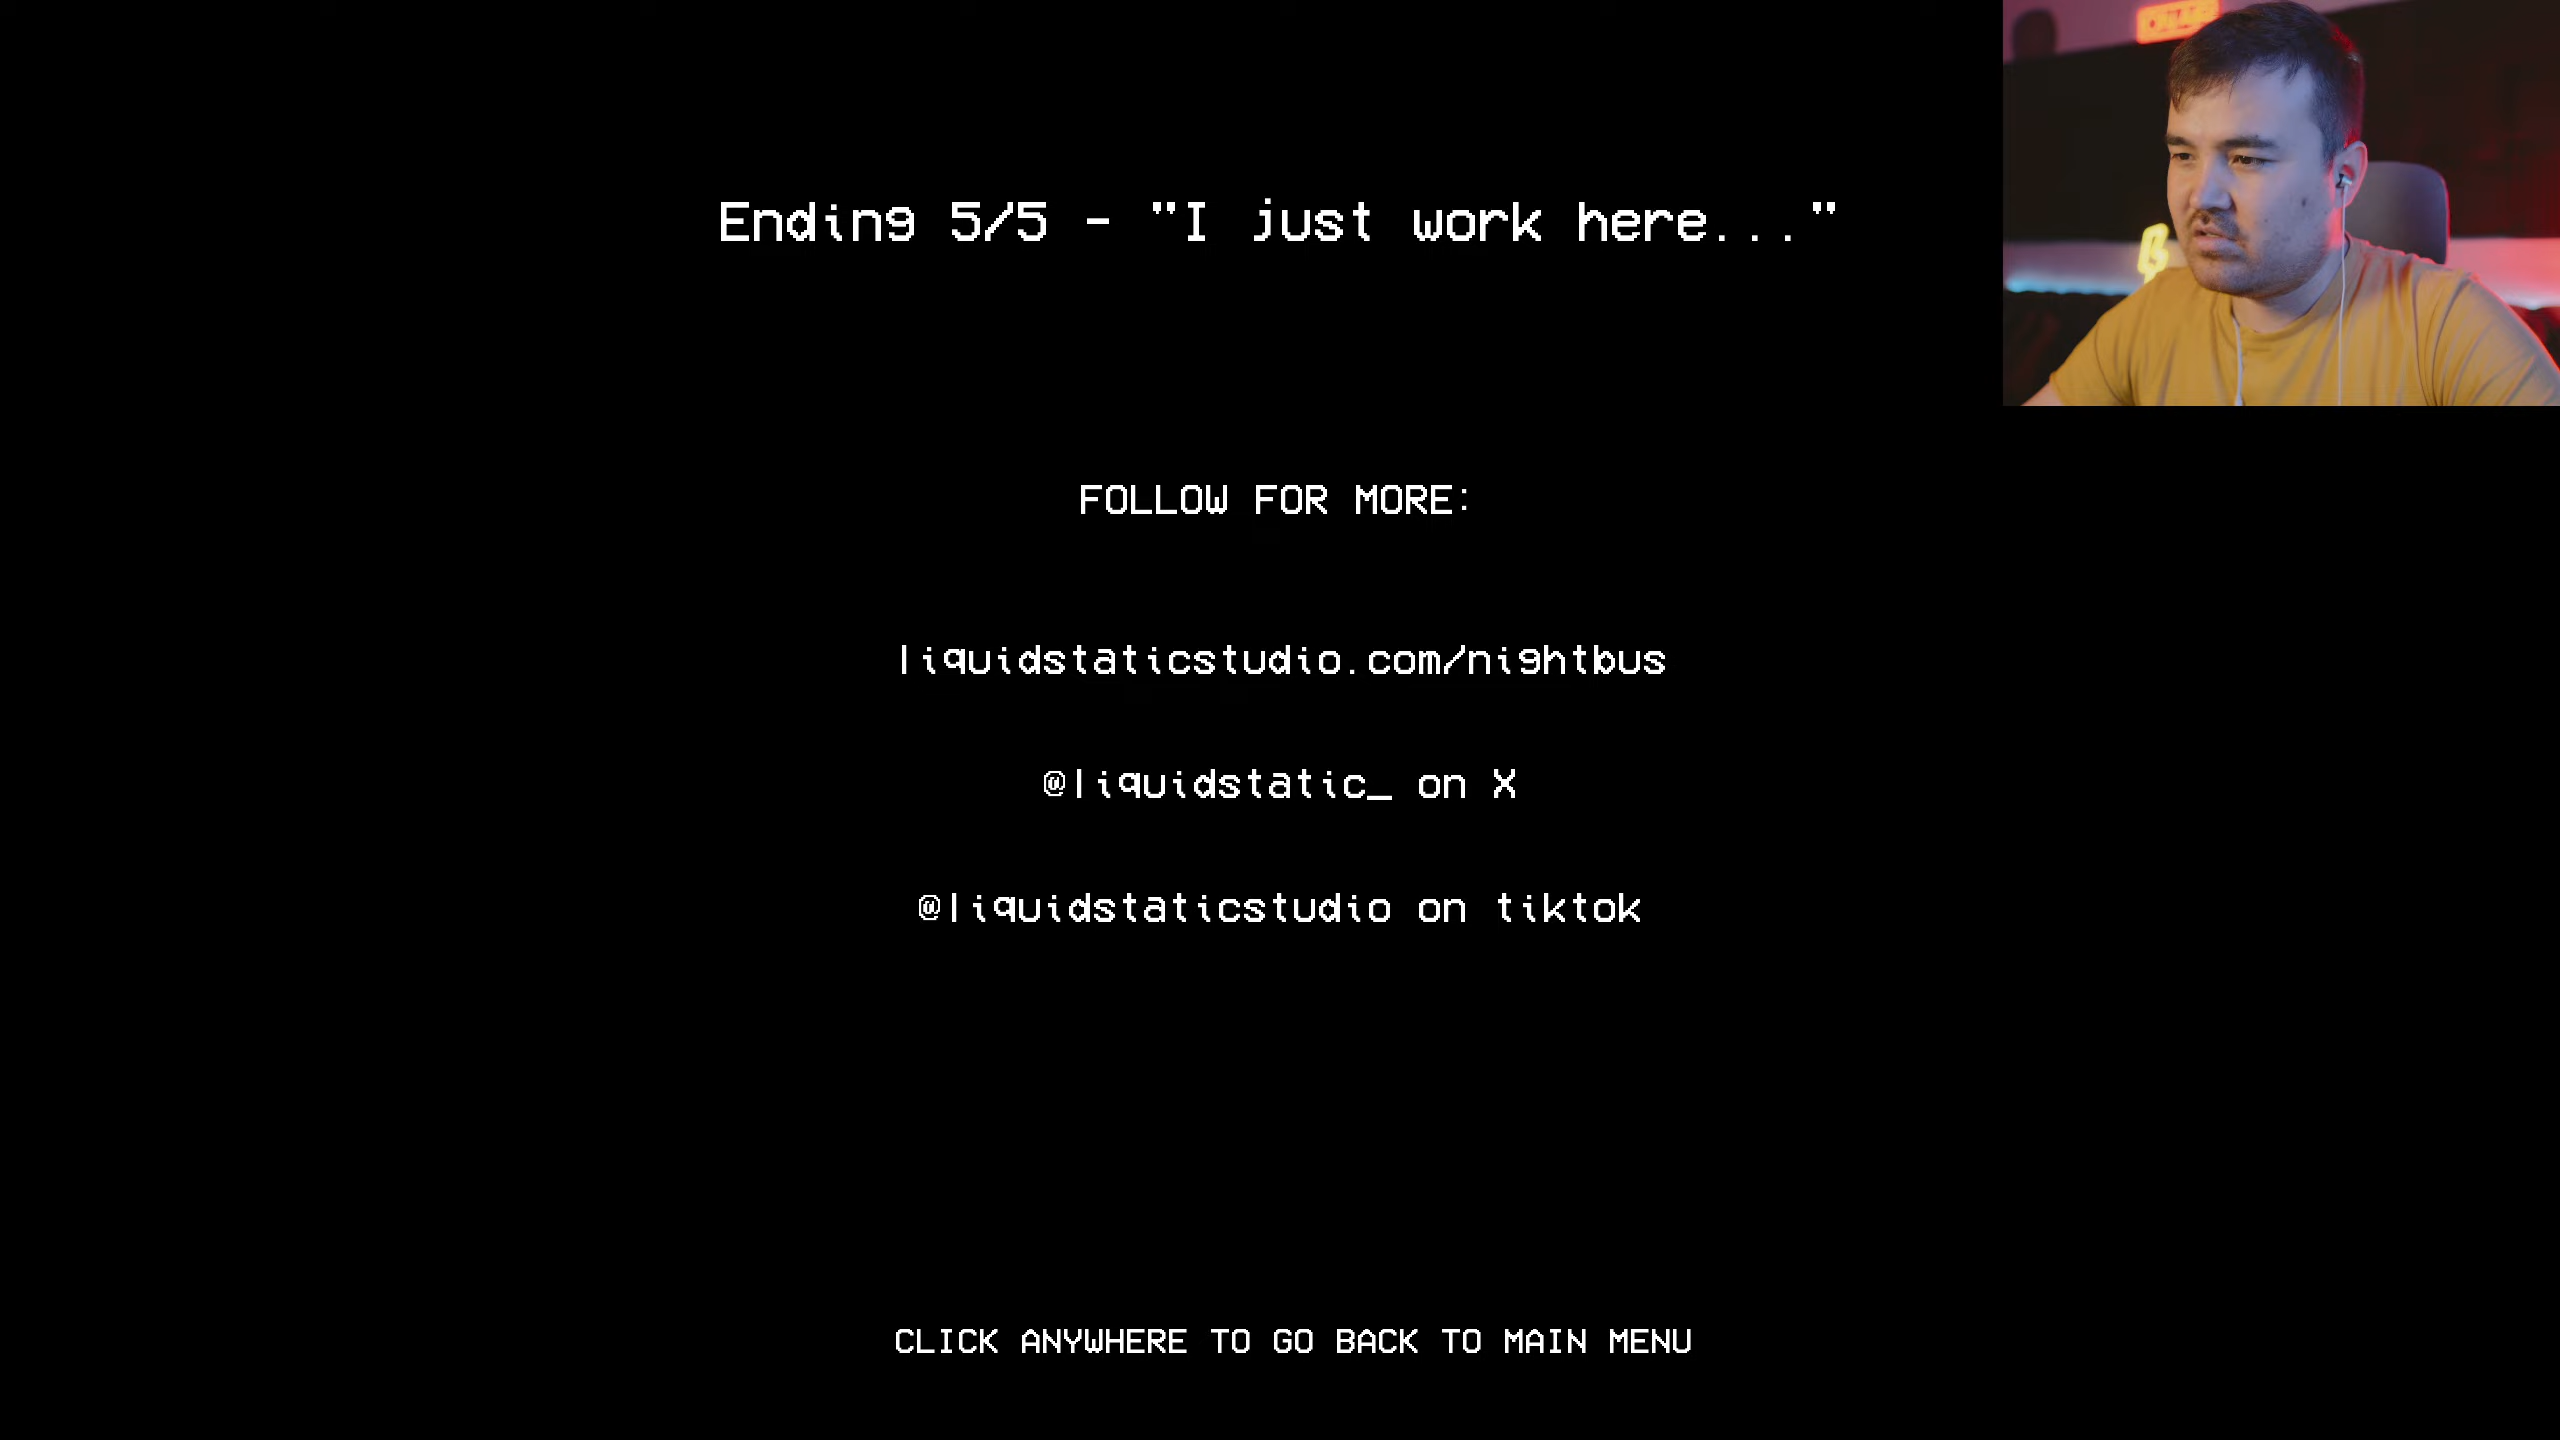 Ending 5/5 - "I just work here..."
FOLLOW FOR MORE:
liquidstaticstudio.com/nightbus
@liquidstatic_ on X
@liquidstaticstudio on tiktok
CLICK ANYWHERE TO GO BACK TO MAIN MENU